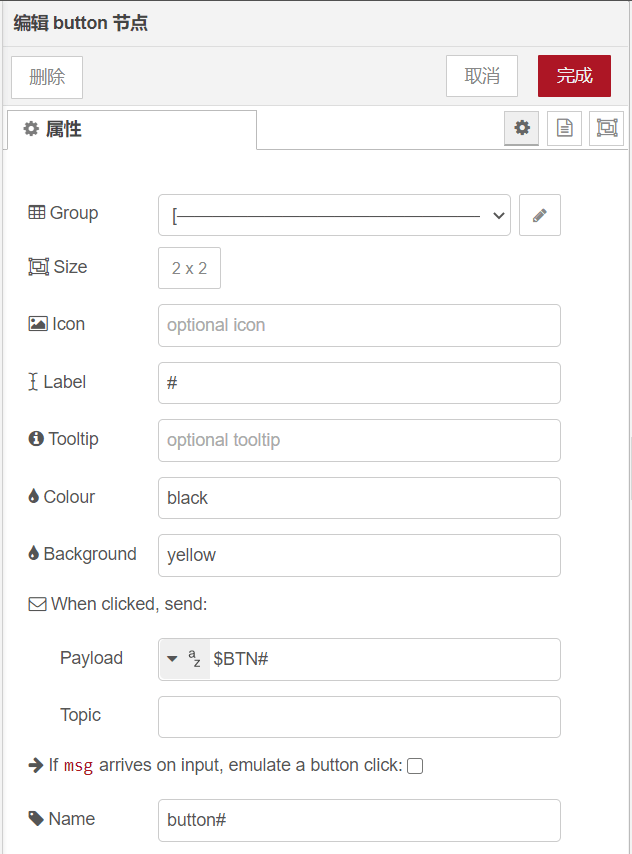 编辑 button 节点
删除 取消 完成
属性
Group [————————————————
Size 2 x 2
Icon optional icon
Label #
Tooltip optional tooltip
Colour black
Background yellow
When clicked, send:
Payload az $BTN#
Topic
If msg arrives on input, emulate a button click:
Name button#